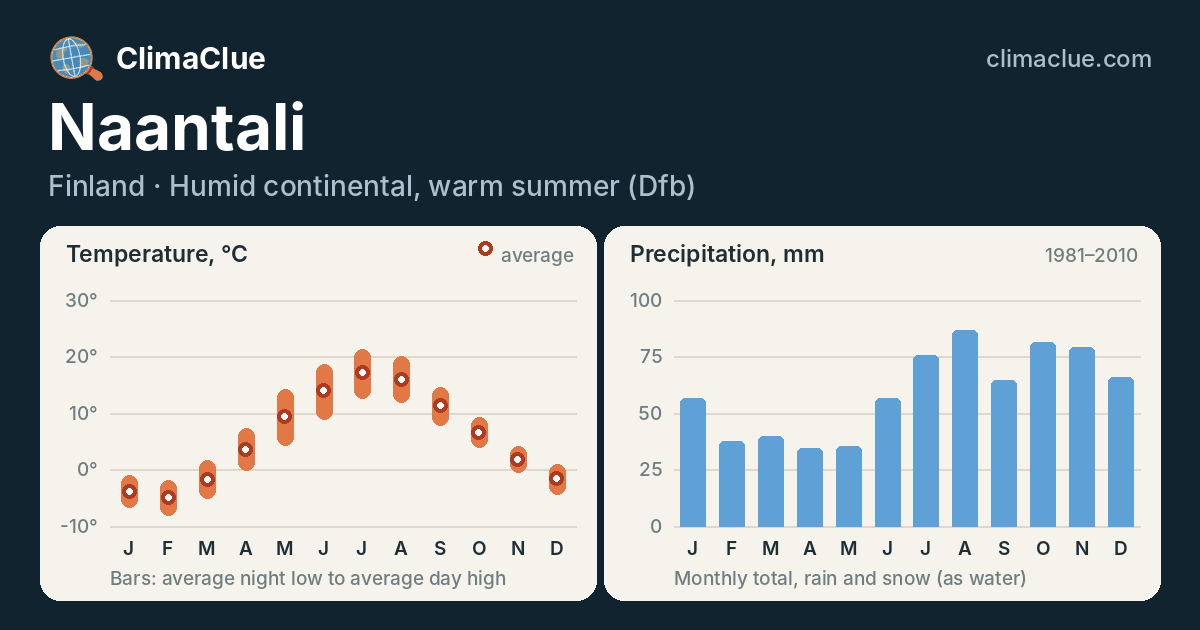 ClimaClue
climaclue.com
Naantali
Finland · Humid continental, warm summer (Dfb)
Temperature, °C
average
30°
20°
10°
0°
-10°
J F M A M J J A S O N D
Bars: average night low to average day high
Precipitation, mm
1981–2010
100
75
50
25
0
J F M A M J J A S O N D
Monthly total, rain and snow (as water)